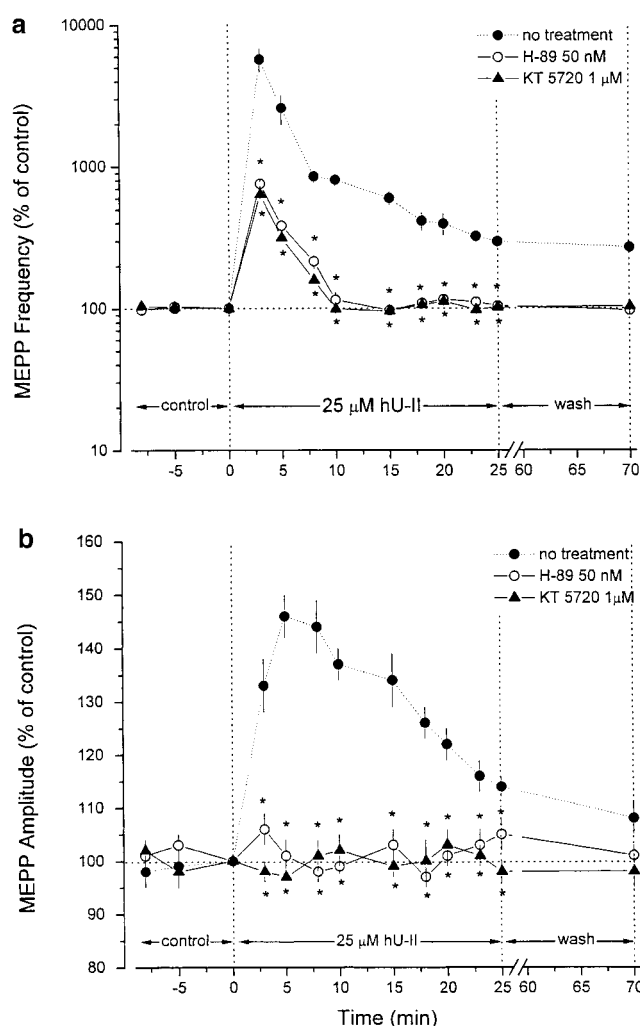 a
MEPP Frequency (% of control)
10000
1000
100
10
no treatment
H-89 50 nM
KT 5720 1 μM
control
25 μM hU-II
wash
-5 0 5 10 15 20 25 60 65 70
b
MEPP Amplitude (% of control)
160
150
140
130
120
110
100
90
80
no treatment
H-89 50 nM
KT 5720 1μM
control
25 μM hU-II
wash
-5 0 5 10 15 20 25 60 65 70
Time (min)